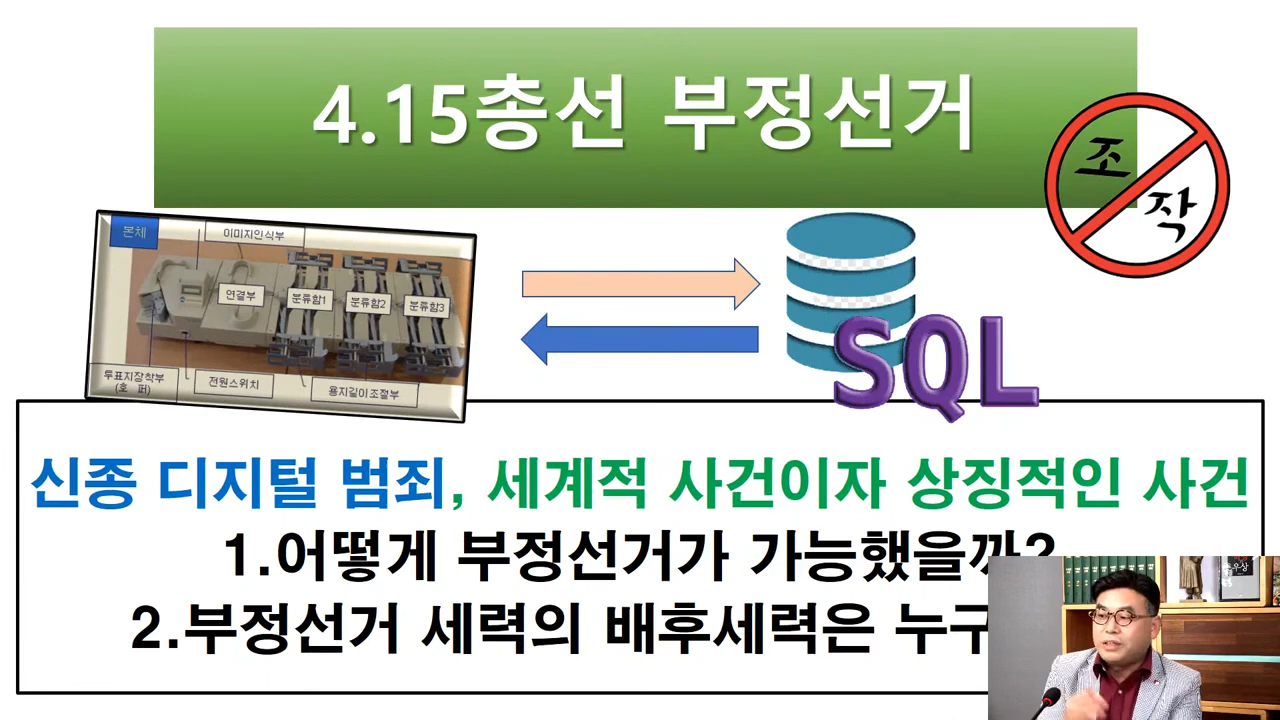 4.15총선 부정선거
조
작
본체
이미지인식부
연결부
분류함1
분류함2
분류함3
투표지장착부
(호 퍼)
전원스위치
용지길이조절부
SQL
신종 디지털 범죄, 세계적 사건이자 상징적인 사건
1.어떻게 부정선거가 가능했을까?
2.부정선거 세력의 배후세력은 누구
우상